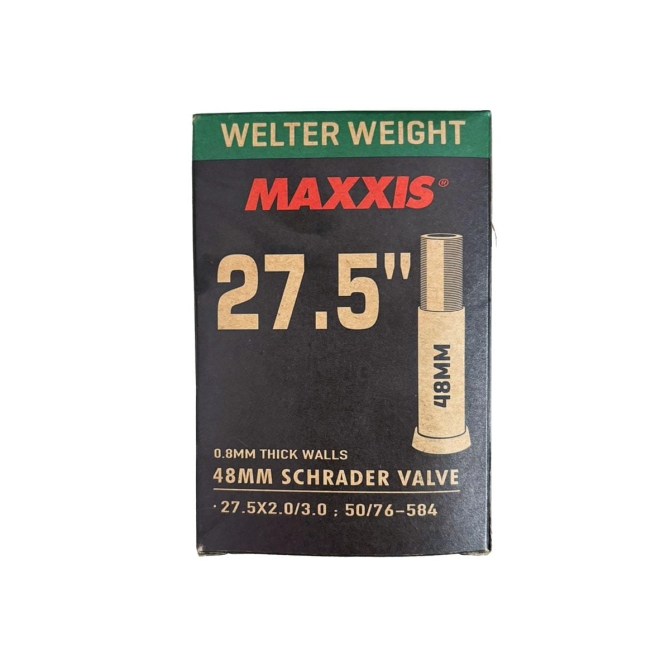 WELTER WEIGHT
MAXXIS®
27.5"
48MM
0.8MM THICK WALLS
48MM SCHRADER VALVE
·27.5X2.0/3.0 ; 50/76-584